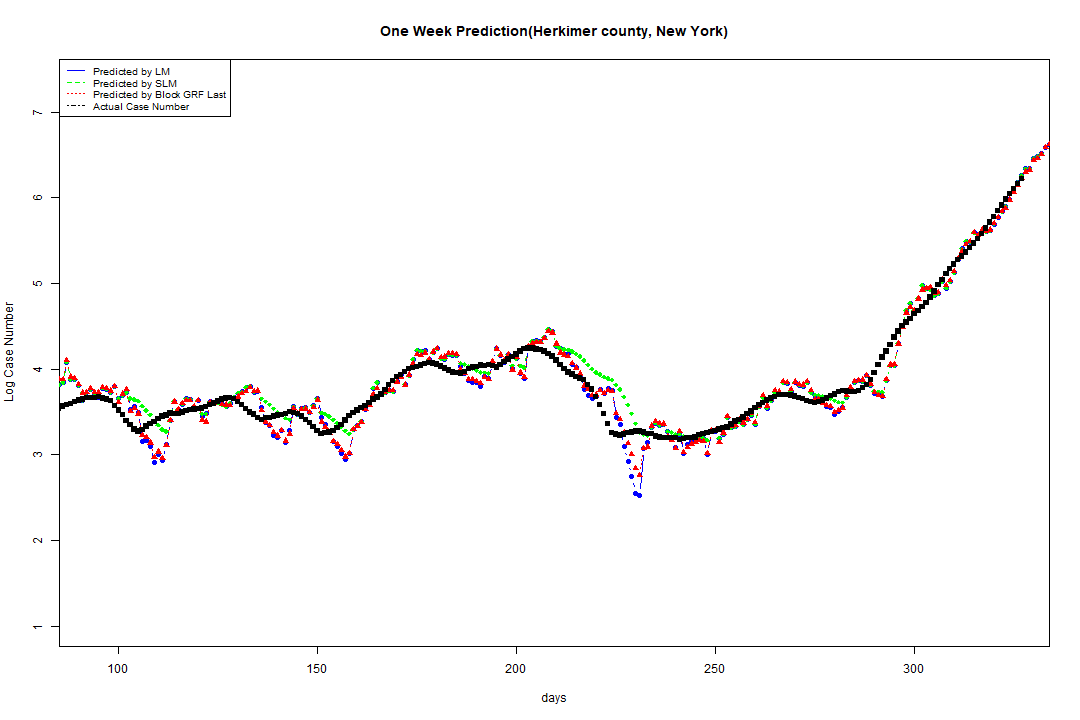 One Week Prediction(Herkimer county, New York)
Predicted by LM
Predicted by SLM
Predicted by Block GRF Last
Actual Case Number
7
6
5
4
3
2
1
Log Case Number
100 150 200 250 300
days